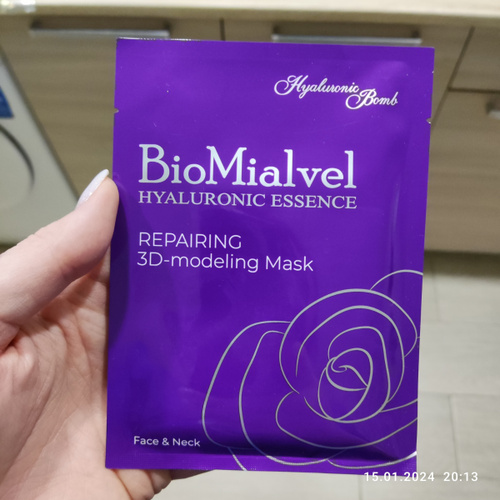 Hyaluronic
Bomb
BioMialvel
HYALURONIC ESSENCE
REPAIRING
3D-modeling Mask
Face & Neck
15.01.2024 20:13